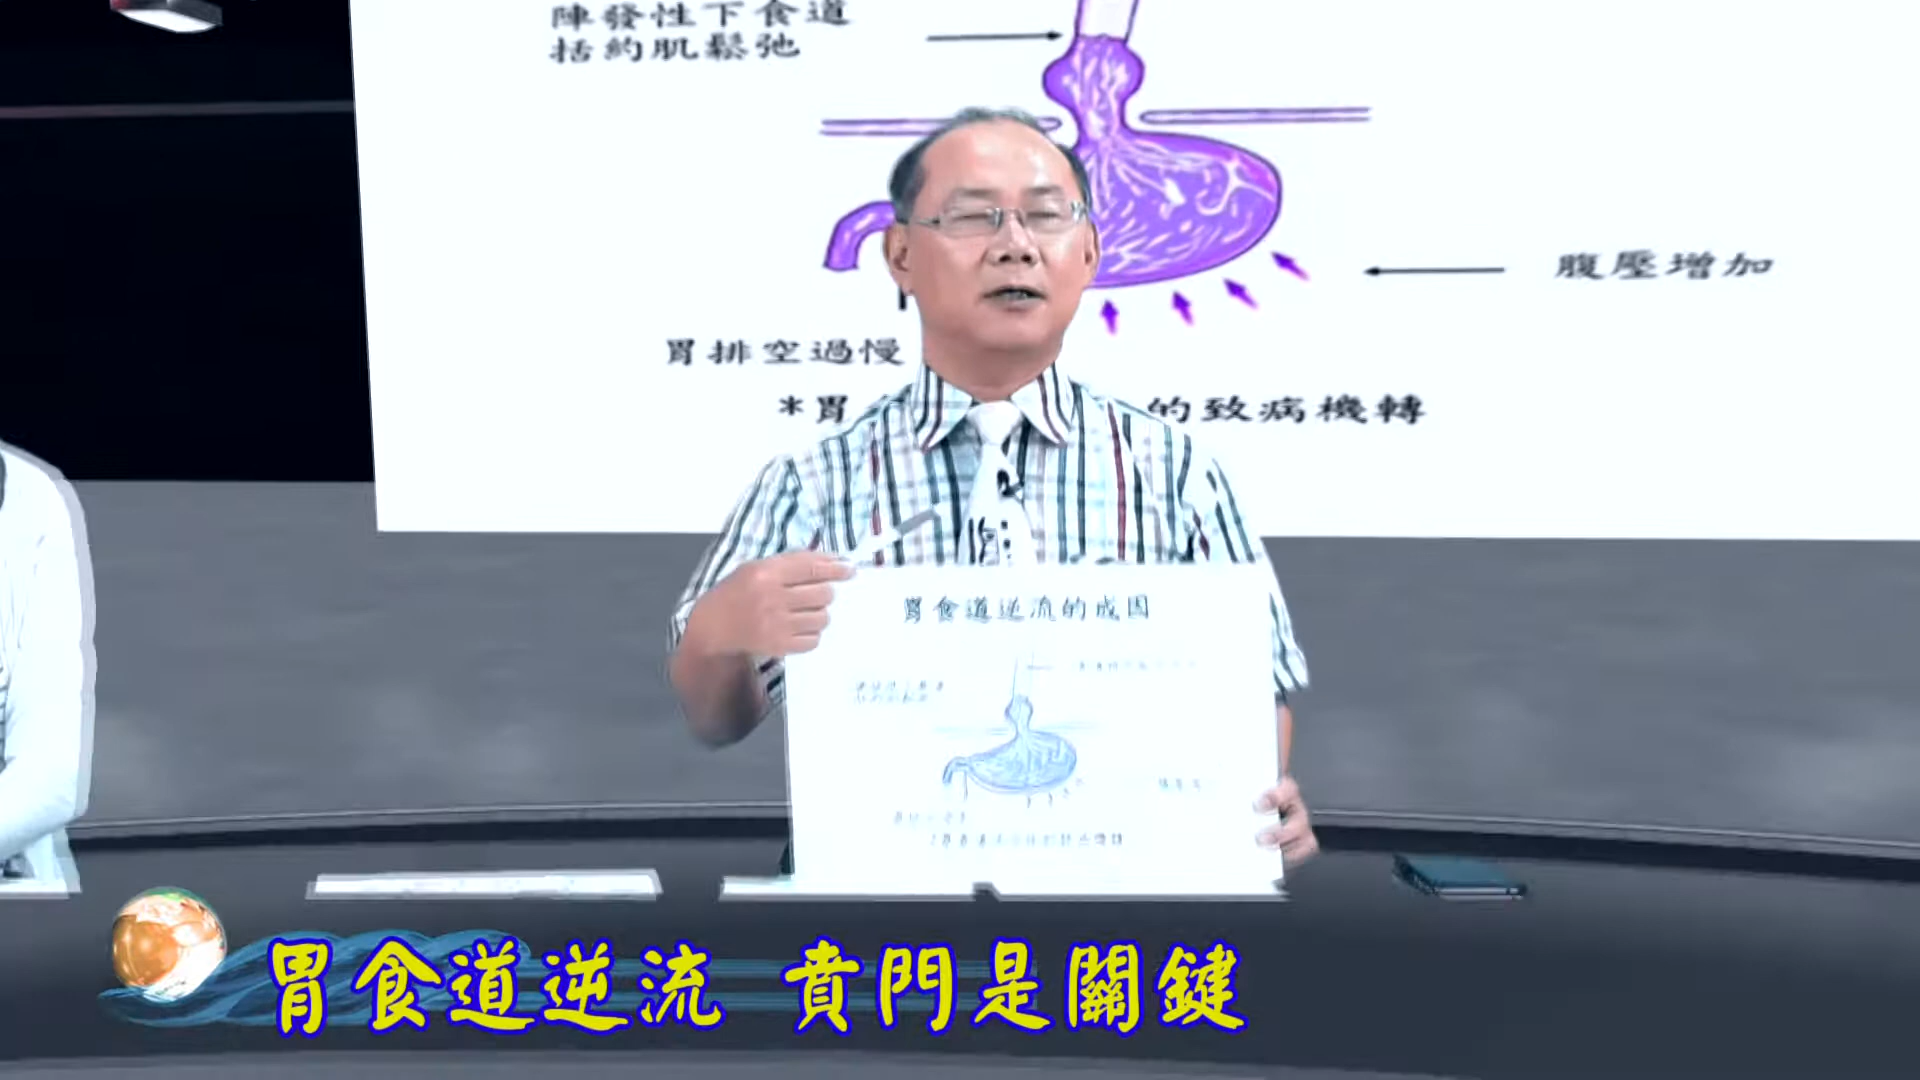 陣發性下食道
括約肌鬆弛
腹壓增加
胃排空過慢
*胃
的致病機轉
胃食道逆流的成因
胃食道逆流 賁門是關鍵